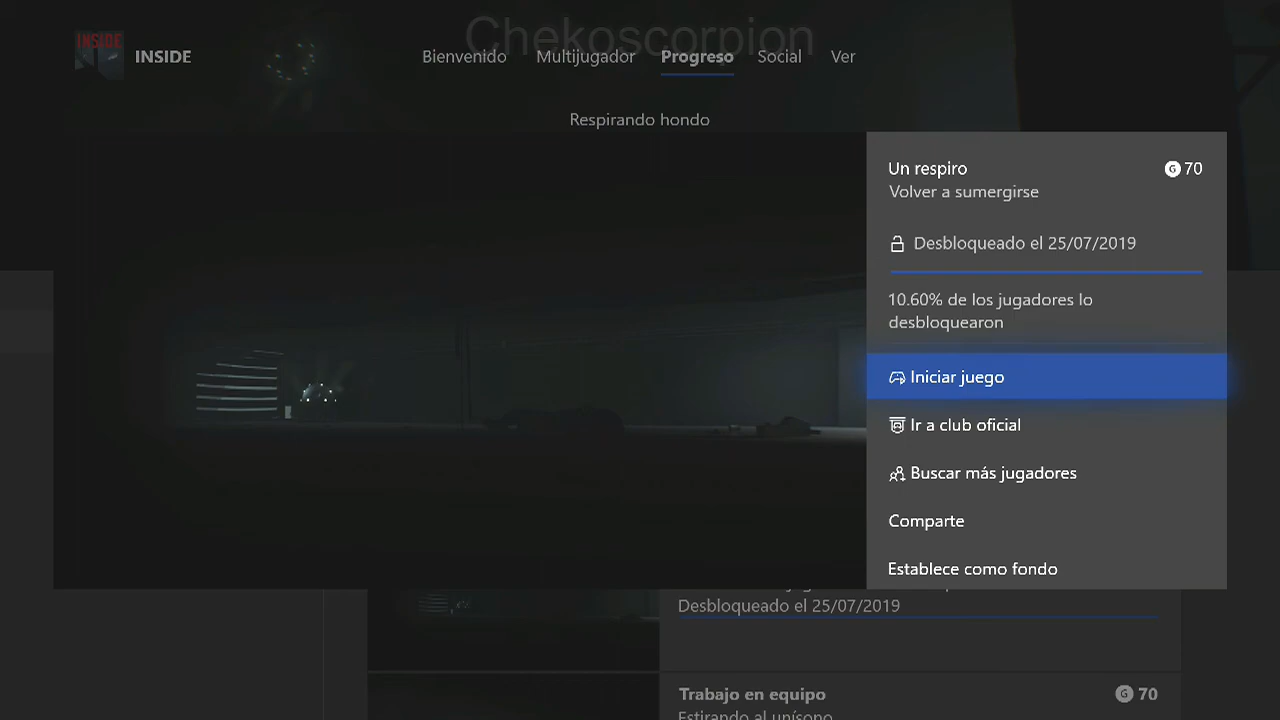 Chekoscorpion
INSIDE
INSIDE
Bienvenido
Multijugador
Progreso
Social
Ver
Respirando hondo
Un respiro
G 70
Volver a sumergirse
Desbloqueado el 25/07/2019
10.60% de los jugadores lo
desbloquearon
Iniciar juego
Ir a club oficial
Buscar más jugadores
Comparte
Establece como fondo
Desbloqueado el 25/07/2019
Trabajo en equipo
G 70
Estirando al unísono